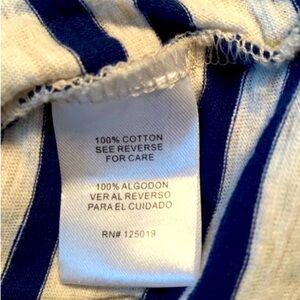 100% COTTON
SEE REVERSE
FOR CARE
100% ALGODON
VER AL REVERSO
PARA EL CUIDADO
RN# 125019